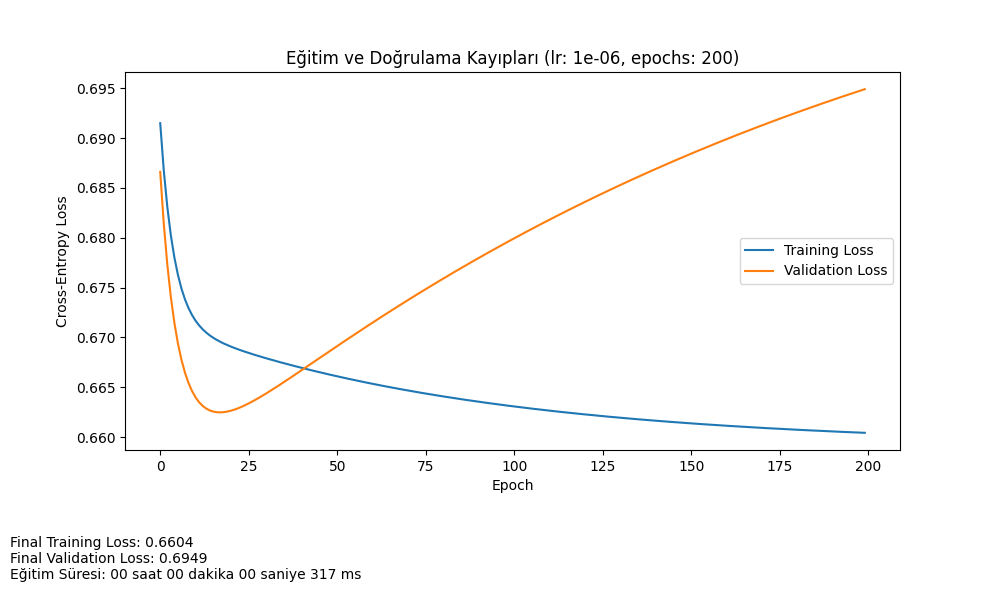 Eğitim ve Doğrulama Kayıpları (lr: 1e-06, epochs: 200)
0.695
0.690
0.685
0.680
0.675
0.670
0.665
0.660
Cross-Entropy Loss
Training Loss
Validation Loss
0 25 50 75 100 125 150 175 200
Epoch
Final Training Loss: 0.6604
Final Validation Loss: 0.6949
Eğitim Süresi: 00 saat 00 dakika 00 saniye 317 ms